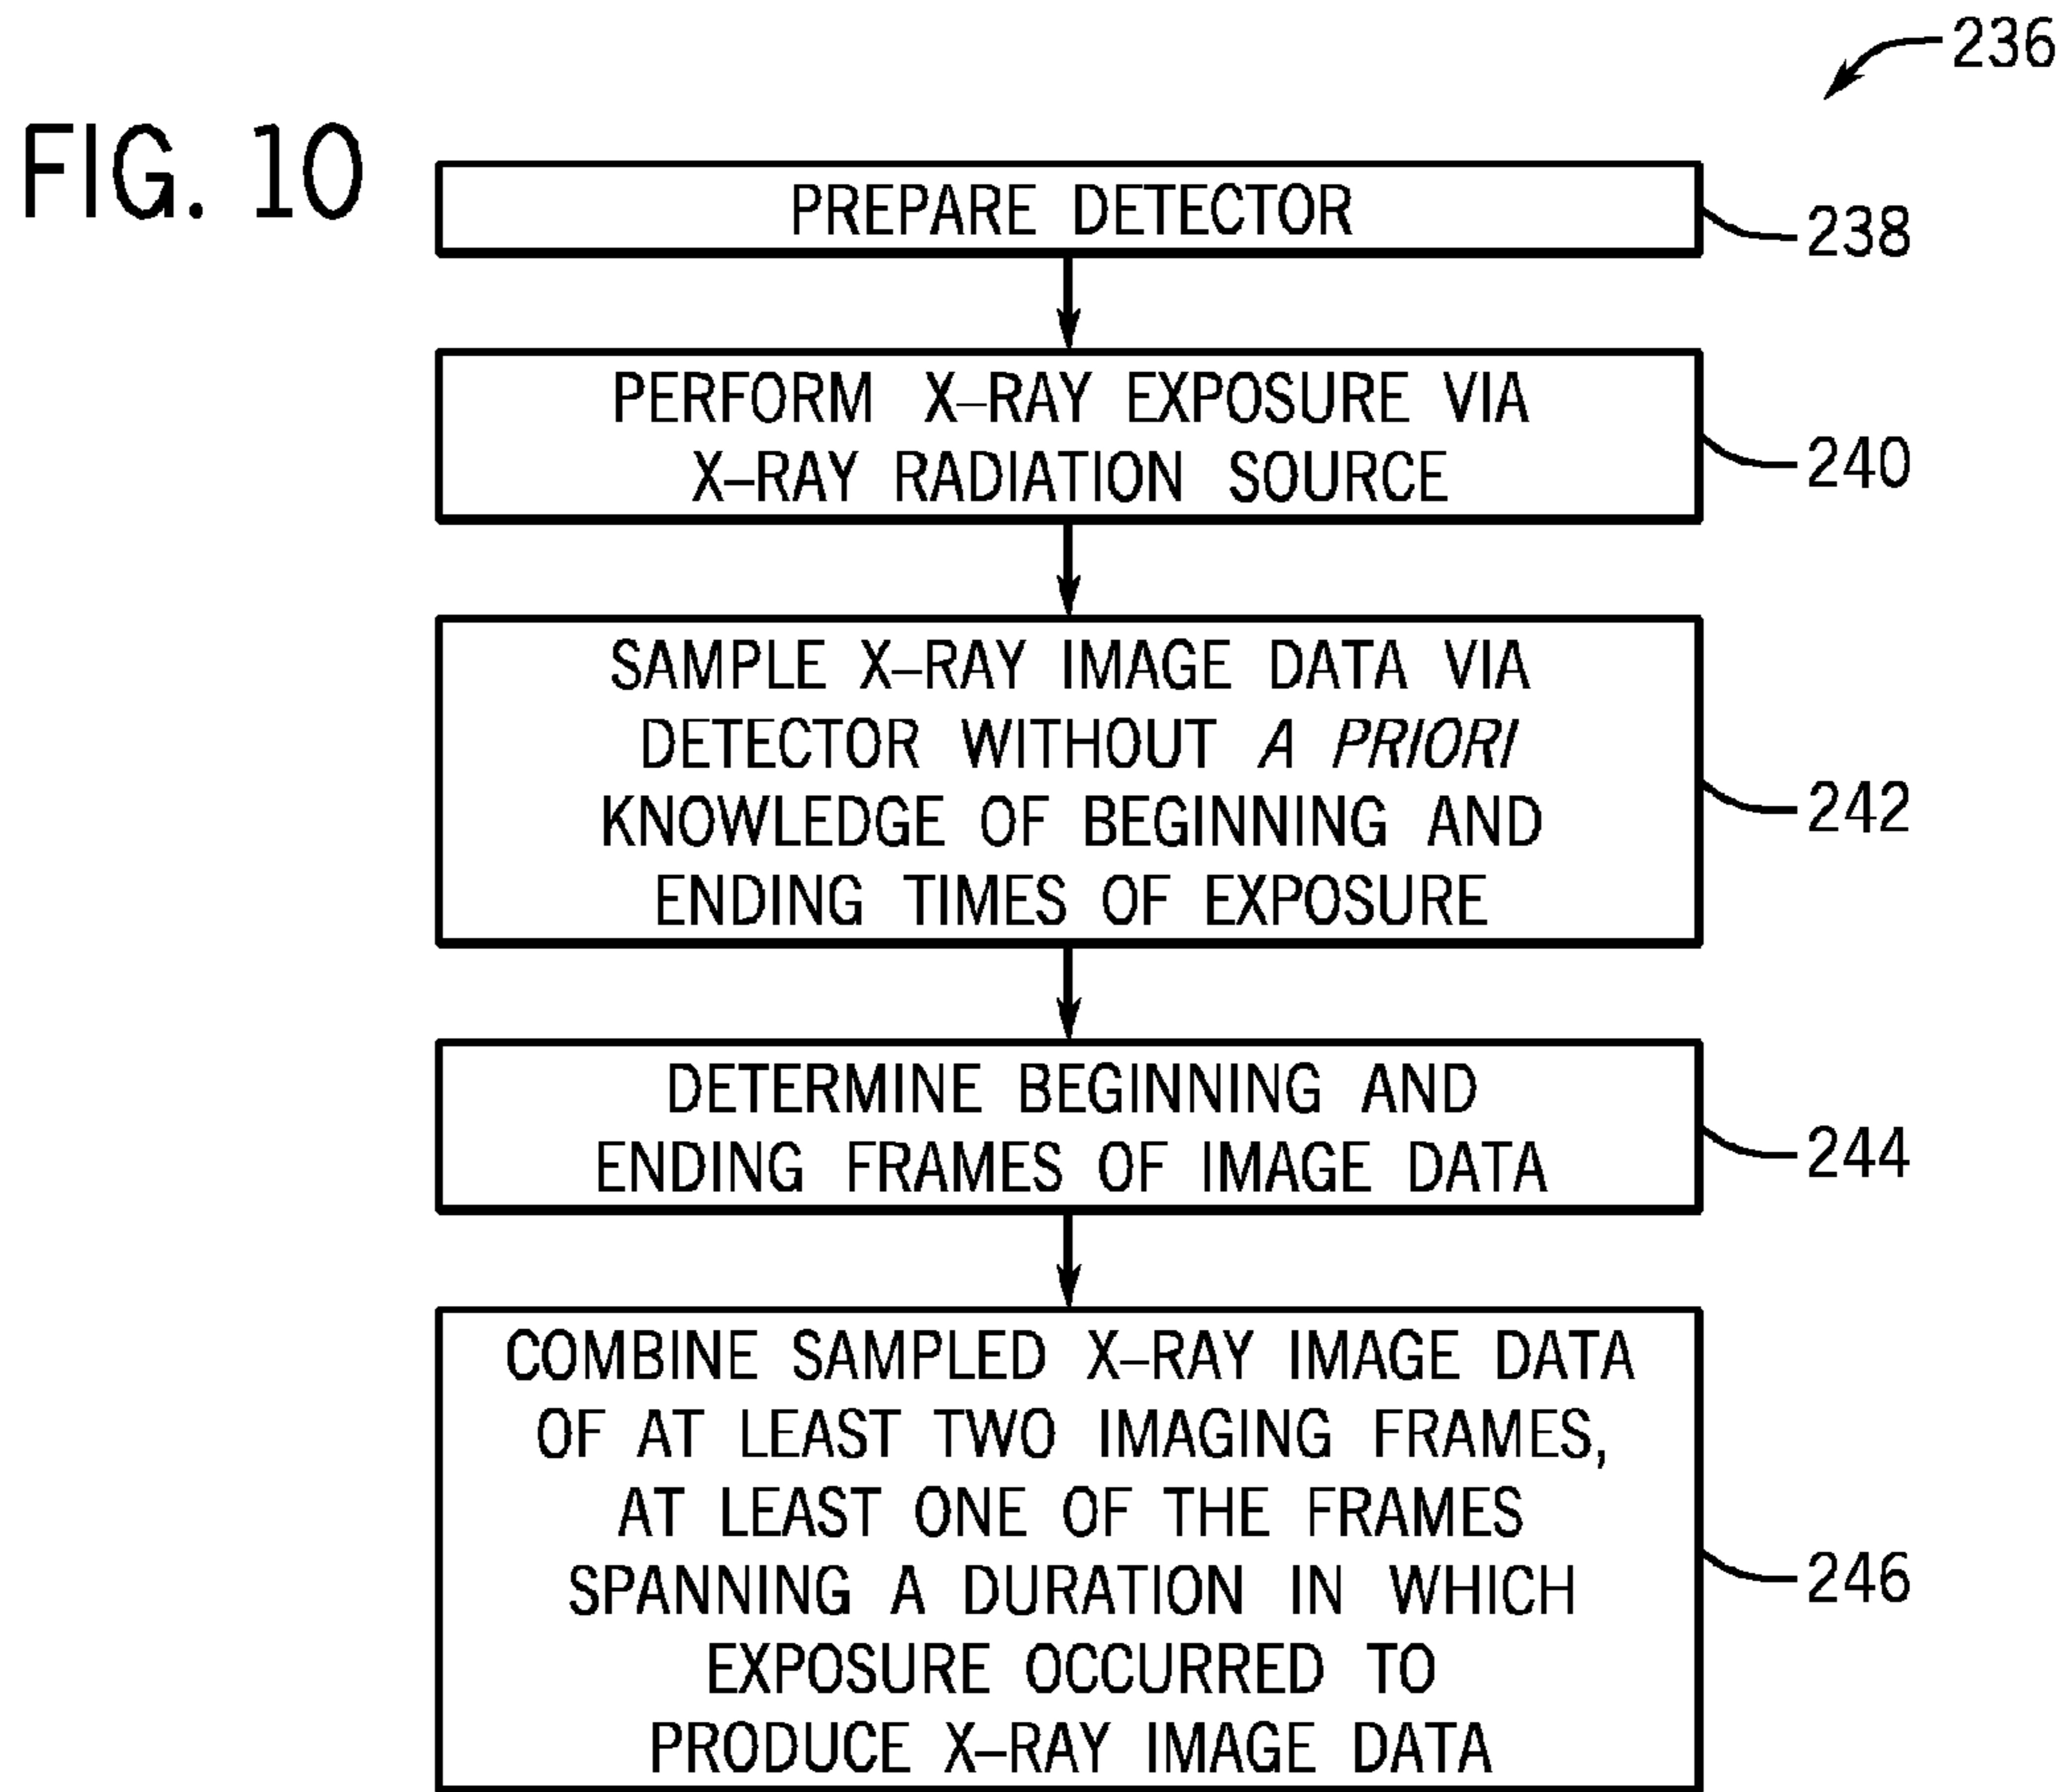 236
FIG. 10
PREPARE DETECTOR
238
PERFORM X–RAY EXPOSURE VIA
X–RAY RADIATION SOURCE
240
SAMPLE X–RAY IMAGE DATA VIA
DETECTOR WITHOUT A PRIORI
KNOWLEDGE OF BEGINNING AND
ENDING TIMES OF EXPOSURE
242
DETERMINE BEGINNING AND
ENDING FRAMES OF IMAGE DATA
244
COMBINE SAMPLED X–RAY IMAGE DATA
OF AT LEAST TWO IMAGING FRAMES,
AT LEAST ONE OF THE FRAMES
SPANNING A DURATION IN WHICH
EXPOSURE OCCURRED TO
PRODUCE X–RAY IMAGE DATA
246